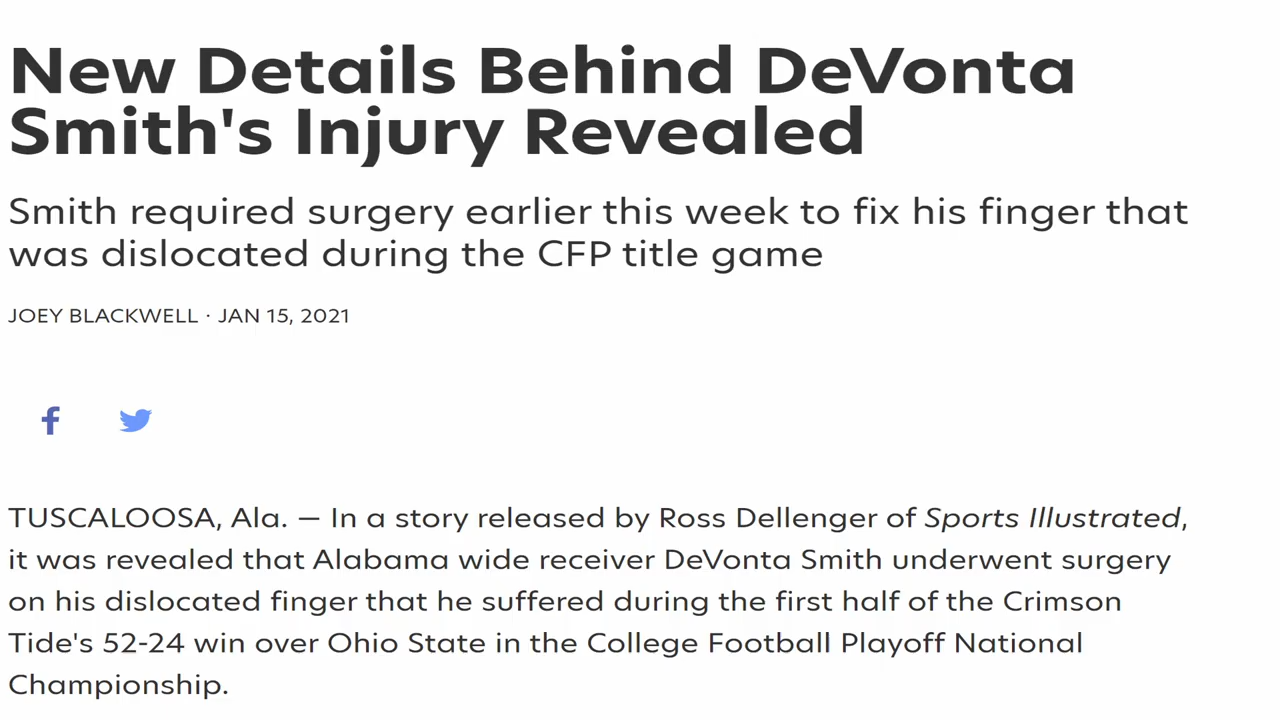 New Details Behind DeVonta
Smith's Injury Revealed
Smith required surgery earlier this week to fix his finger that
was dislocated during the CFP title game
JOEY BLACKWELL · JAN 15, 2021
TUSCALOOSA, Ala. — In a story released by Ross Dellenger of Sports Illustrated,
it was revealed that Alabama wide receiver DeVonta Smith underwent surgery
on his dislocated finger that he suffered during the first half of the Crimson
Tide's 52-24 win over Ohio State in the College Football Playoff National
Championship.